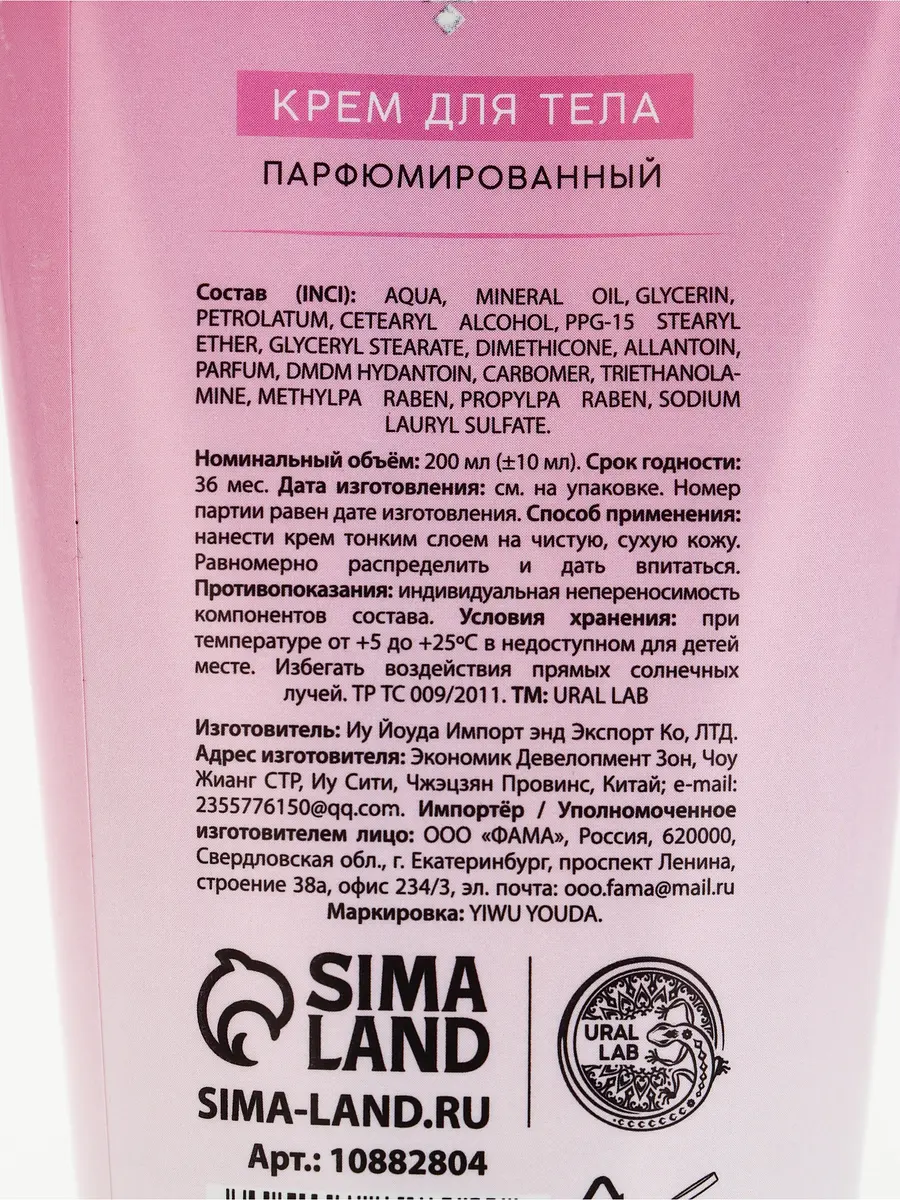 КРЕМ ДЛЯ ТЕЛА
ПАРФЮМИРОВАННЫЙ
Состав (INCI): AQUA, MINERAL OIL, GLYCERIN,
PETROLATUM, CETEARYL ALCOHOL, PPG-15 STEARYL
ETHER, GLYCERYL STEARATE, DIMETHICONE, ALLANTOIN,
PARFUM, DMDM HYDANTOIN, CARBOMER, TRIETHANOLA-
MINE, METHYLPA RABEN, PROPYLPA RABEN, SODIUM
LAURYL SULFATE.
Номинальный объём: 200 мл (±10 мл). Срок годности:
36 мес. Дата изготовления: см. на упаковке. Номер
партии равен дате изготовления. Способ применения:
нанести крем тонким слоем на чистую, сухую кожу.
Равномерно распределить и дать впитаться.
Противопоказания: индивидуальная непереносимость
компонентов состава. Условия хранения: при
температуре от +5 до +25ºС в недоступном для детей
месте. Избегать воздействия прямых солнечных
лучей. ТР ТС 009/2011. ТМ: URAL LAB
Изготовитель: Иу Йоуда Импорт энд Экспорт Ко, ЛТД.
Адрес изготовителя: Экономик Девелопмент Зон, Чоу
Жианг СТР, Иу Сити, Чжэцзян Провинс, Китай; e-mail:
2355776150@qq.com. Импортёр / Уполномоченное
изготовителем лицо: ООО «ФАМА», Россия, 620000,
Свердловская обл., г. Екатеринбург, проспект Ленина,
строение 38а, офис 234/3, эл. почта: ooo.fama@mail.ru
Маркировка: YIWU YOUDA.
SIMA
LAND
URAL
LAB
SIMA-LAND.RU
Арт.: 10882804